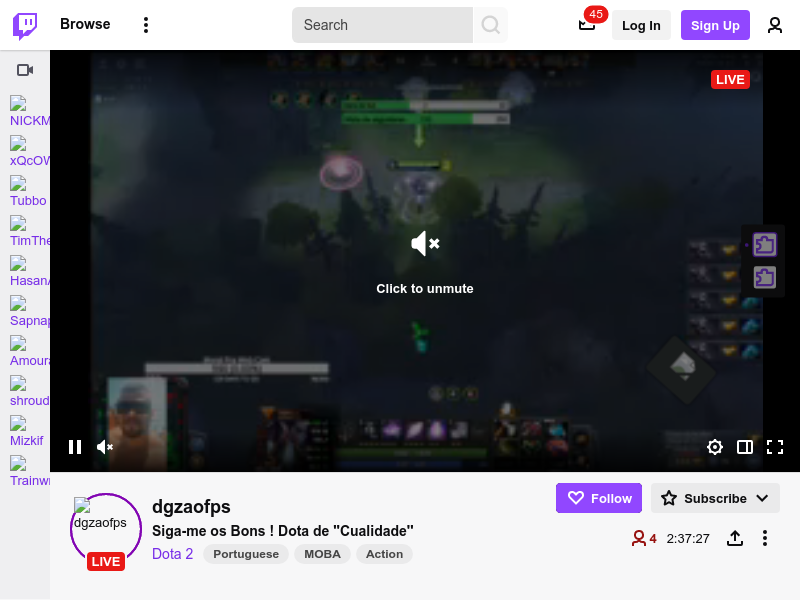 Browse
Search
45
Log In
Sign Up
NICKM
xQcOW
Tubbo
TimThe
HasanA
Sapnap
Amoura
shroud
Mizkif
Trainw
LIVE
Click to unmute
dgzaofps
LIVE
dgzaofps
Siga-me os Bons ! Dota de "Cualidade"
Dota 2
Portuguese
MOBA
Action
Follow
Subscribe
4
2:37:27